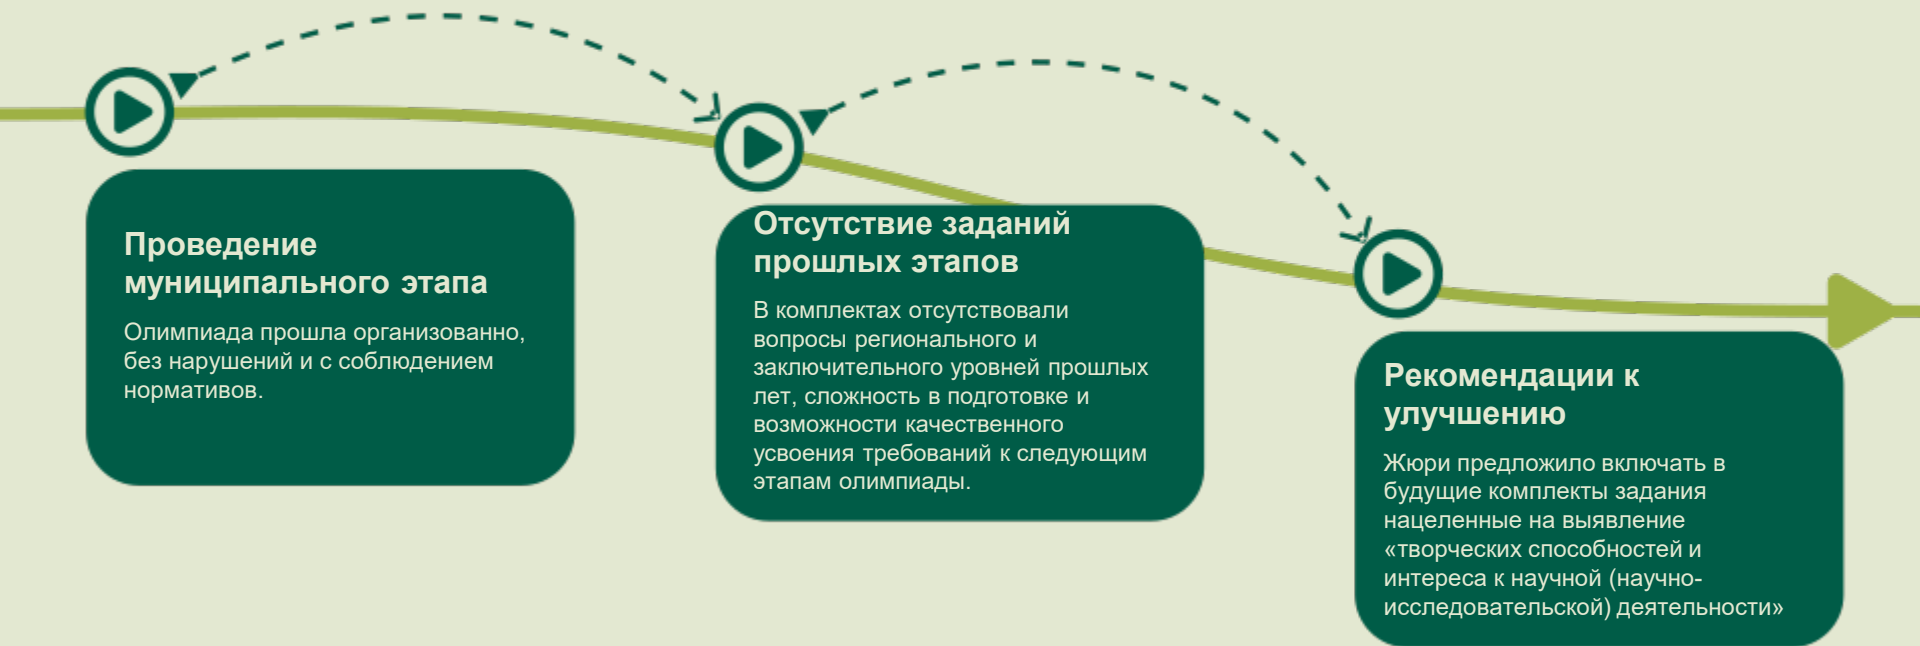 Проведение
муниципального этапа
Олимпиада прошла организованно,
без нарушений и с соблюдением
нормативов.
Отсутствие заданий
прошлых этапов
В комплектах отсутствовали
вопросы регионального и
заключительного уровней прошлых
лет, сложность в подготовке и
возможности качественного
усвоения требований к следующим
этапам олимпиады.
Рекомендации к
улучшению
Жюри предложило включать в
будущие комплекты задания
нацеленные на выявление
«творческих способностей и
интереса к научной (научно-
исследовательской) деятельности»